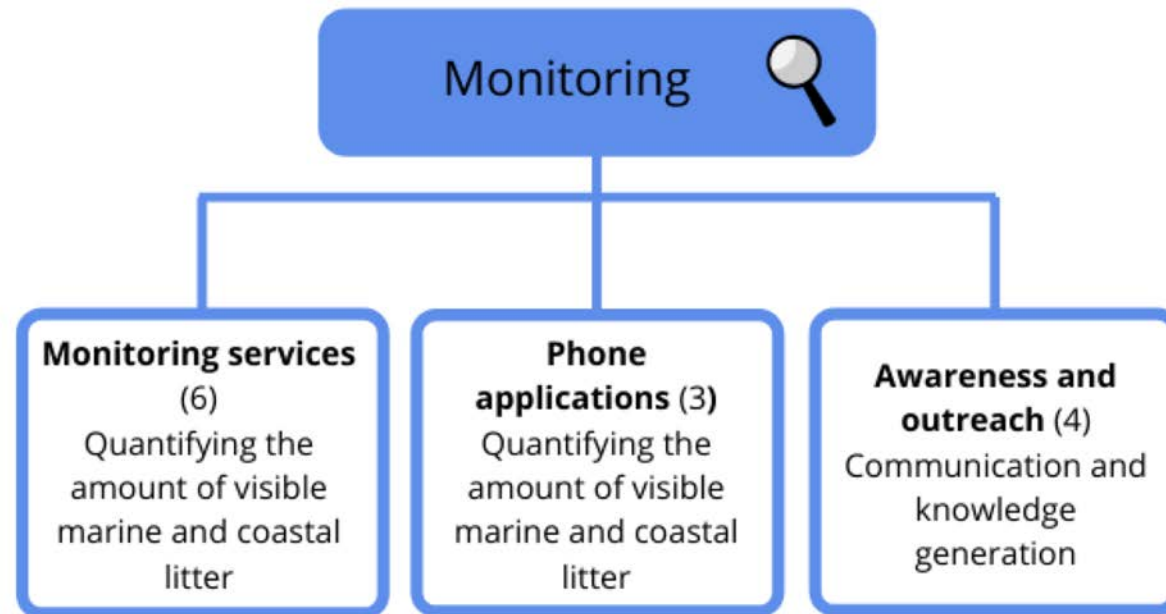 Monitoring
Monitoring services
(6)
Quantifying the
amount of visible
marine and coastal
litter
Phone
applications (3)
Quantifying the
amount of visible
marine and coastal
litter
Awareness and
outreach (4)
Communication and
knowledge
generation